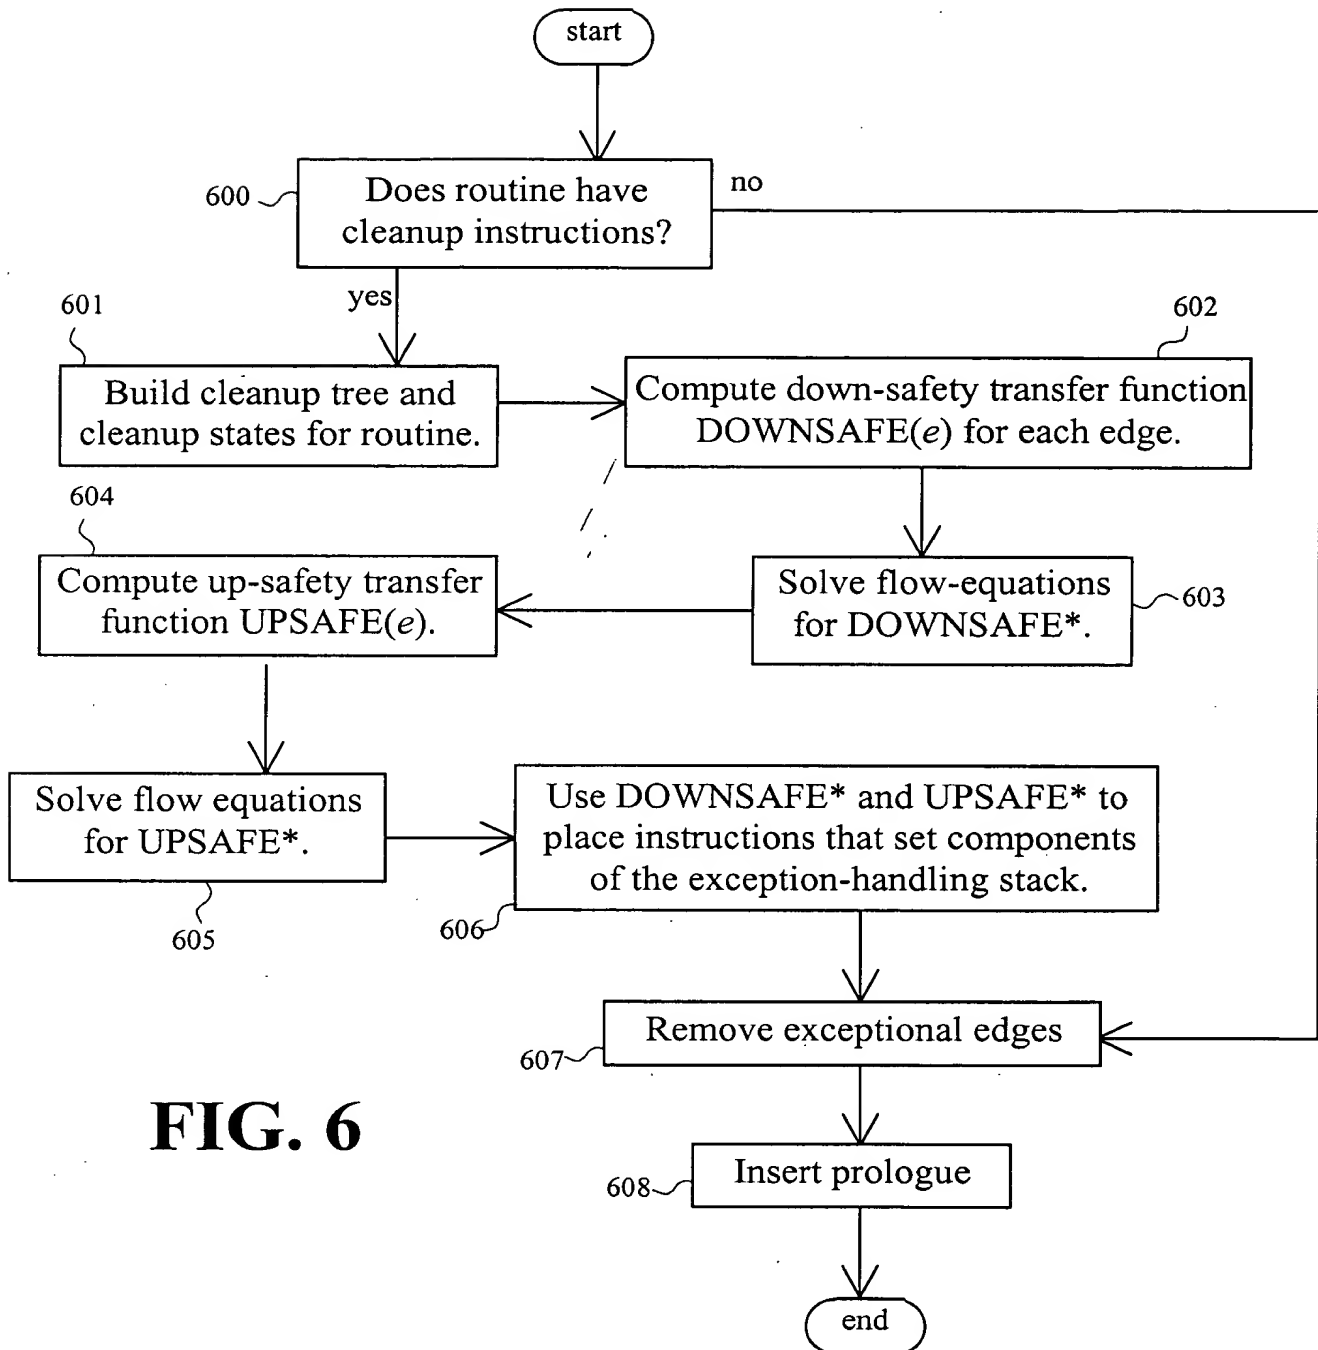 start
600
Does routine have
cleanup instructions?
no
yes
601
Build cleanup tree and
cleanup states for routine.
602
Compute down-safety transfer function
DOWNSAFE(e) for each edge.
604
Compute up-safety transfer
function UPSAFE(e).
Solve flow-equations
for DOWNSAFE*.
603
Solve flow equations
for UPSAFE*.
605
Use DOWNSAFE* and UPSAFE* to
place instructions that set components
of the exception-handling stack.
606
Remove exceptional edges
607
FIG. 6
Insert prologue
608
end